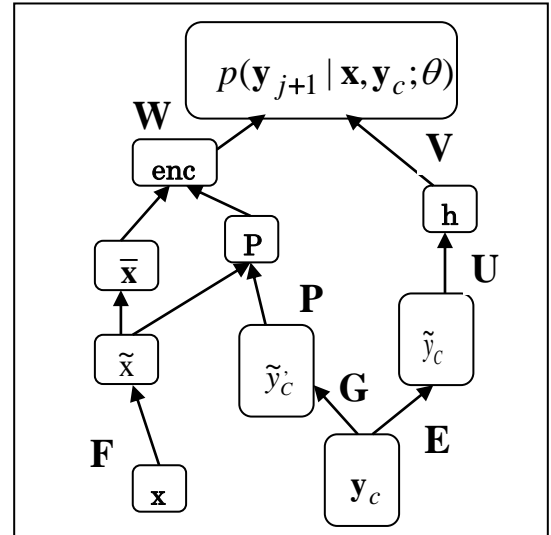 p(y_{j+1} | x, y_c; θ)
W
enc
V
h
P
x̄
U
P
x̃
ỹ'_C
ỹ_C
G
E
F
x
y_c